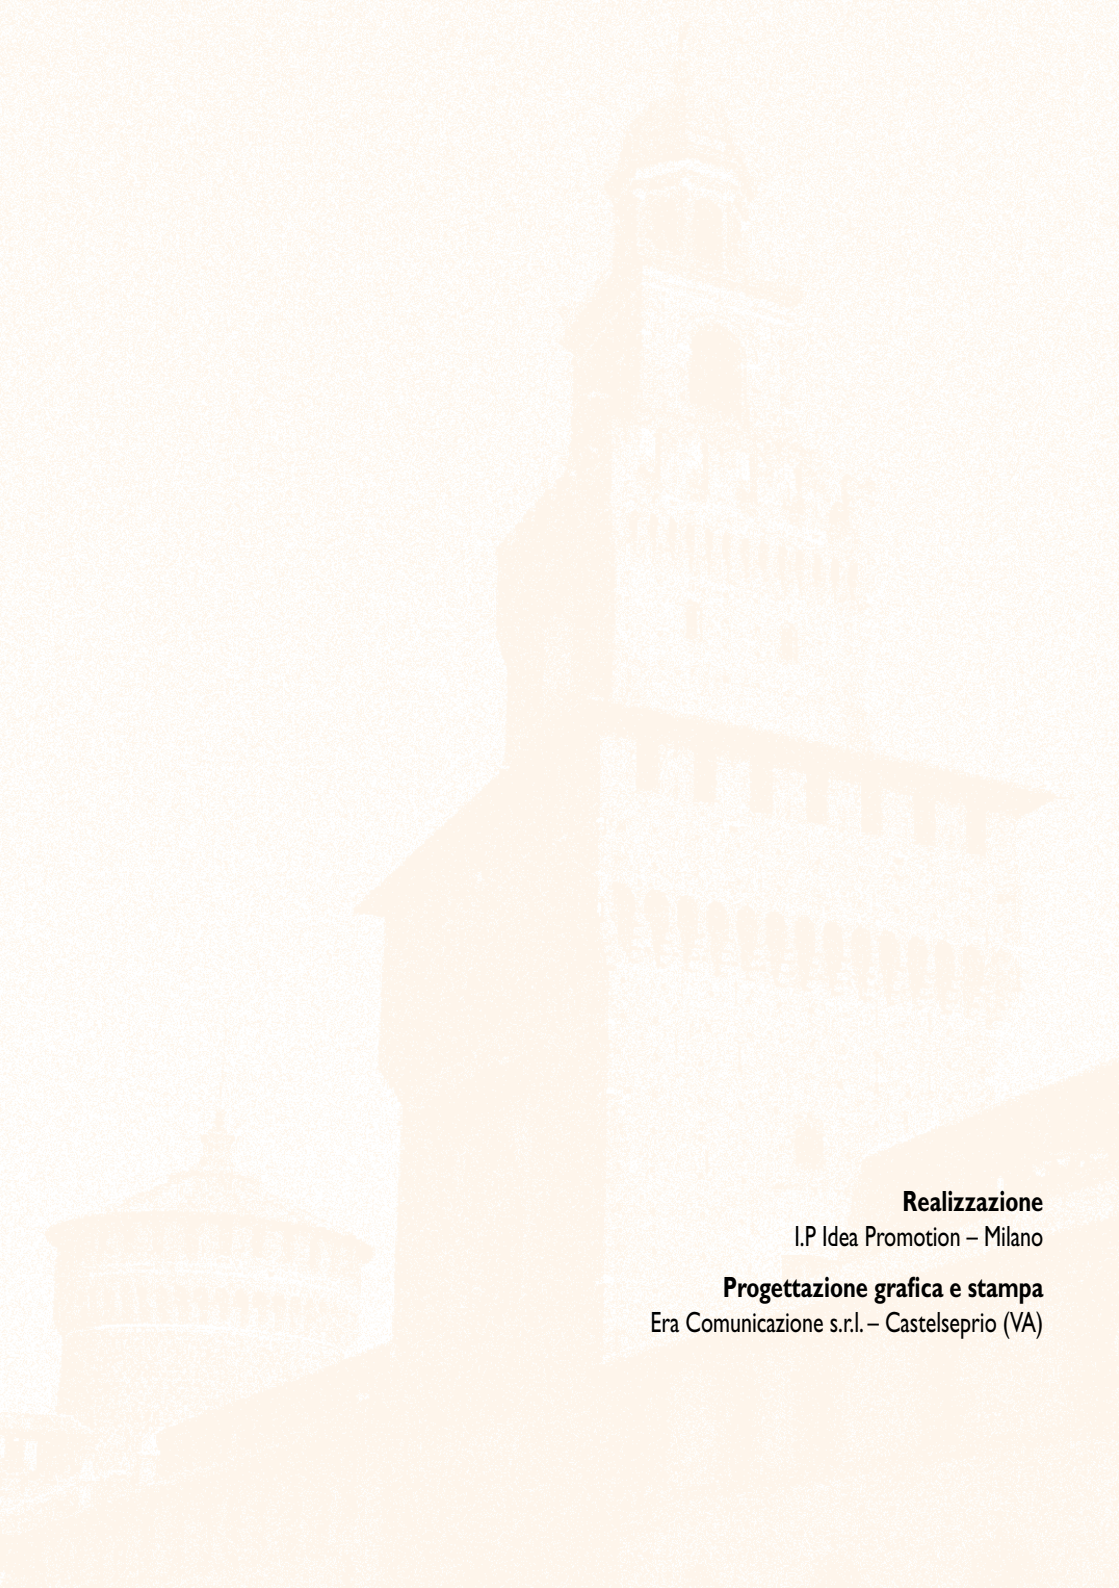 Realizzazione
I.P Idea Promotion – Milano
Progettazione grafica e stampa
Era Comunicazione s.r.l. – Castelseprio (VA)